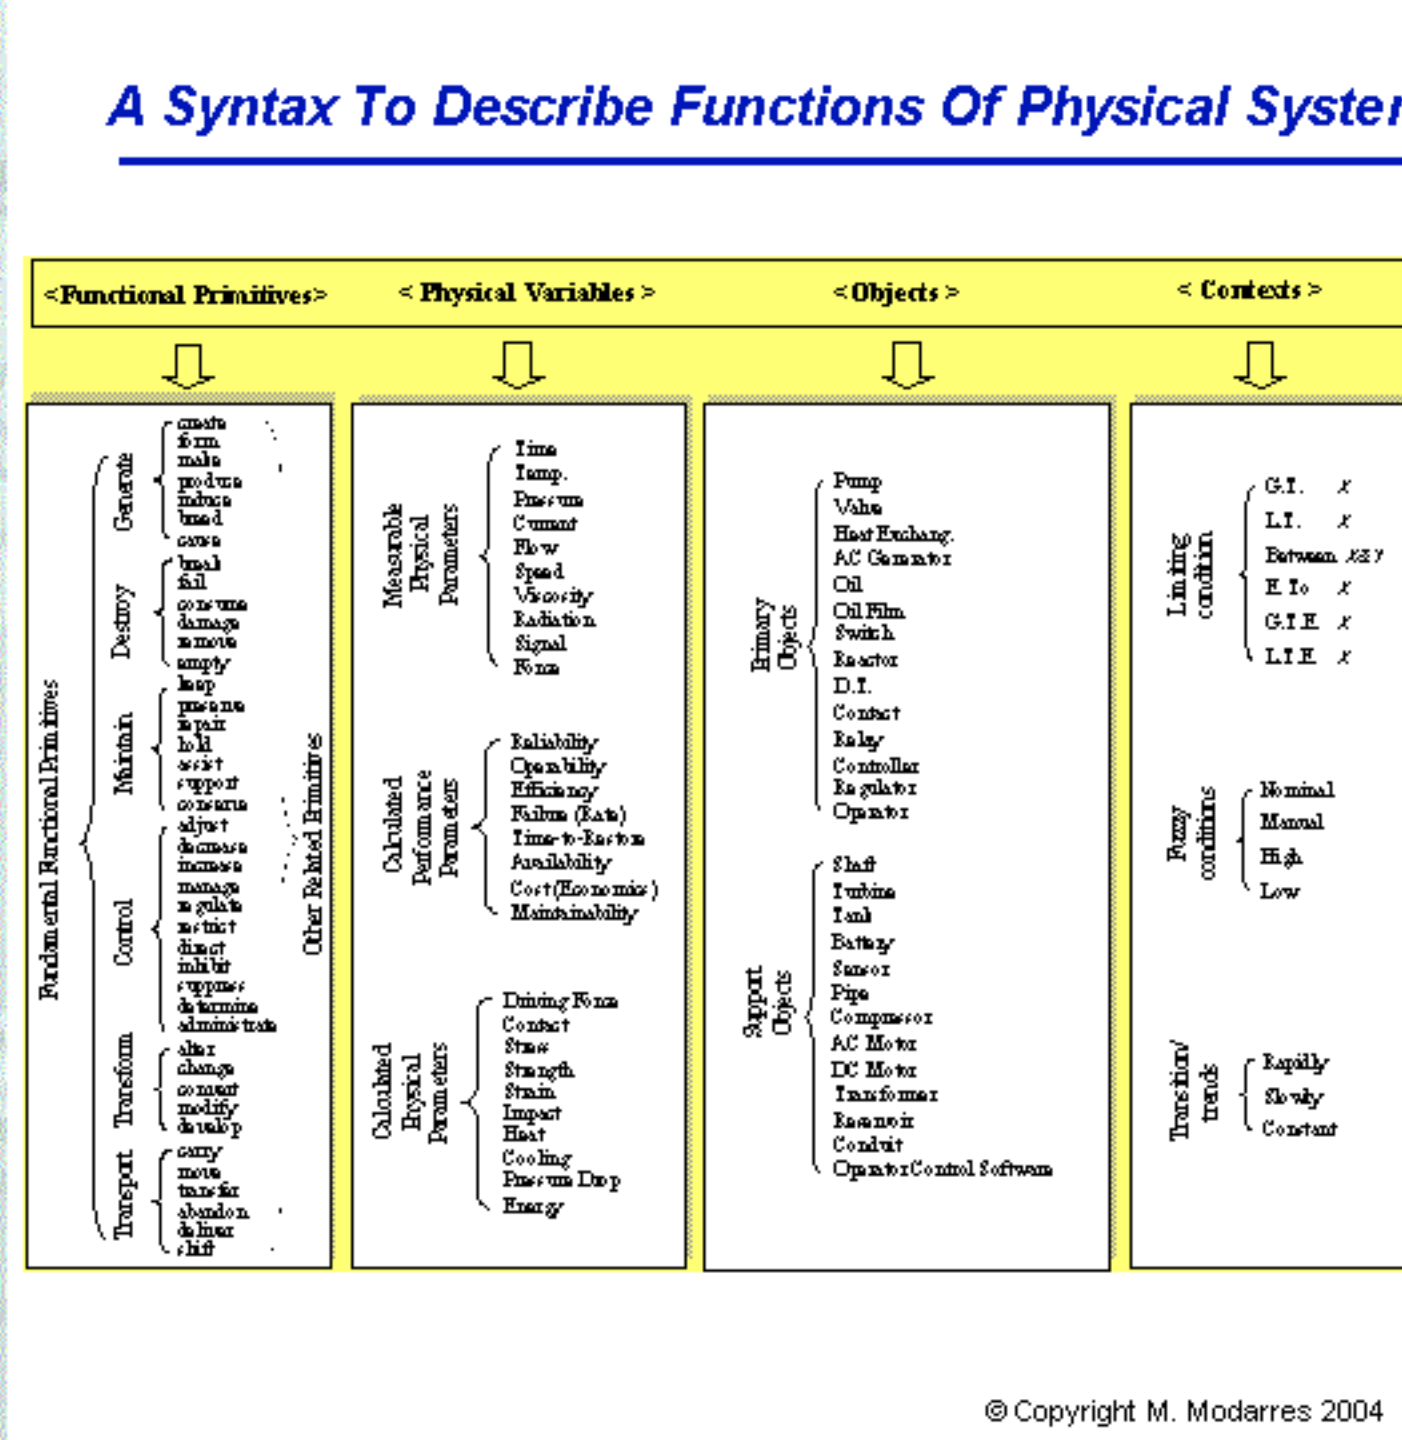 A Syntax To Describe Functions Of Physical Syster
<Functional Primitives>
< Physical Variables >
<Objects >
< Contexts >
Fundamental Functional Primitives
Generate
create
form
make
produce
induce
breed
cause
Destroy
break
fail
consume
damage
remove
empty
Maintain
keep
preserve
repair
hold
assist
support
conserve
Control
adjust
decrease
increase
manage
regulate
restrict
direct
inhibit
suppress
determine
administrate
Transform
alter
change
convert
modify
develop
Transport
carry
move
transfer
abandon
deliver
shift
Other Related Primitives
Measurable
Physical
Parameters
Time
Temp.
Pressure
Current
Flow
Speed
Viscosity
Radiation
Signal
Force
Calculated
Performance
Parameters
Reliability
Operability
Efficiency
Failure (Rate)
Time-to-Restore
Availability
Cost (Economics)
Maintainability
Calculated
Physical
Parameters
Driving Force
Contact
Stress
Strength
Strain
Impact
Heat
Cooling
Pressure Drop
Energy
Primary
Objects
Pump
Valve
Heat Exchang.
AC Generator
Oil
Oil Film
Switch
Reactor
D.T.
Contact
Relay
Controller
Regulator
Operator
Support
Objects
Shaft
Turbine
Tank
Battery
Sensor
Pipe
Compressor
AC Motor
DC Motor
Transformer
Reservoir
Conduit
Operator Control Software
Limiting
condition
G.T. X
L.T. X
Between X&Y
E.To X
G.T.E X
L.T.E X
Fuzzy
conditions
Nominal
Manual
High
Low
Transition/
trends
Rapidly
Slowly
Constant
© Copyright M. Modarres 2004